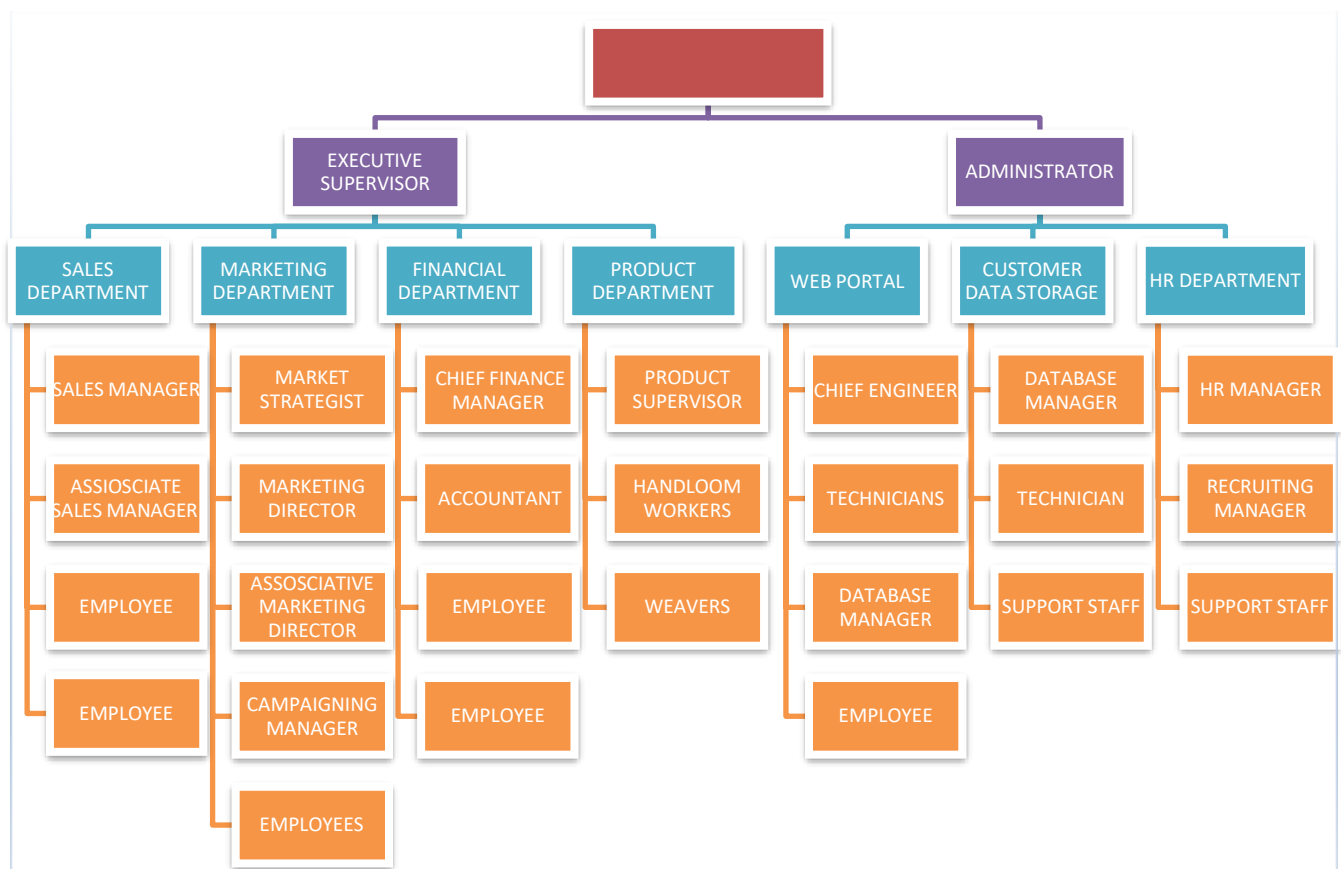 EXECUTIVE
SUPERVISOR
ADMINISTRATOR
SALES
DEPARTMENT
MARKETING
DEPARTMENT
FINANCIAL
DEPARTMENT
PRODUCT
DEPARTMENT
WEB PORTAL
CUSTOMER
DATA STORAGE
HR DEPARTMENT
SALES MANAGER
MARKET
STRATEGIST
CHIEF FINANCE
MANAGER
PRODUCT
SUPERVISOR
CHIEF ENGINEER
DATABASE
MANAGER
HR MANAGER
ASSIOSCIATE
SALES MANAGER
MARKETING
DIRECTOR
ACCOUNTANT
HANDLOOM
WORKERS
TECHNICIANS
TECHNICIAN
RECRUITING
MANAGER
EMPLOYEE
ASSOSCIATIVE
MARKETING
DIRECTOR
EMPLOYEE
WEAVERS
DATABASE
MANAGER
SUPPORT STAFF
SUPPORT STAFF
EMPLOYEE
CAMPAIGNING
MANAGER
EMPLOYEE
EMPLOYEE
EMPLOYEES